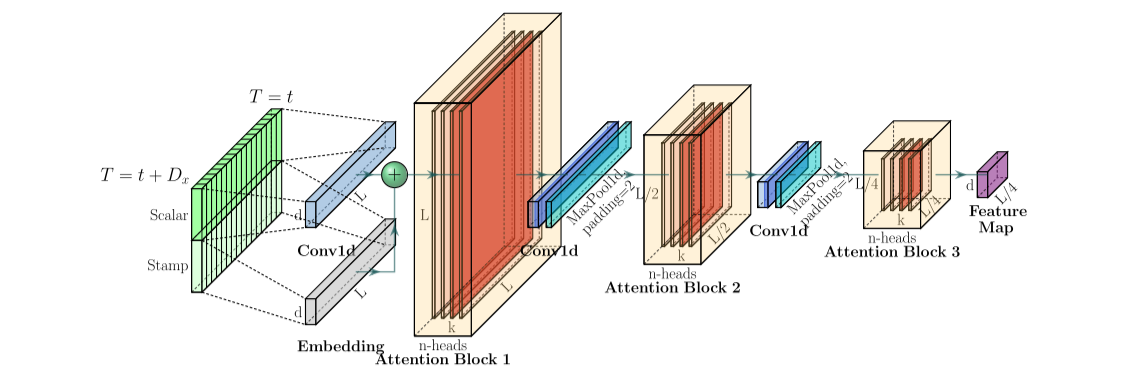 T = t
T = t + Dₓ
Scalar
Stamp
d
L
Conv1d
+
d
L
Embedding
L
L
k
n-heads
Attention Block 1
Conv1d
MaxPool1d,
padding=2
L/2
L/2
k
n-heads
Attention Block 2
Conv1d
MaxPool1d,
padding=2
L/4
L/4
k
n-heads
Attention Block 3
d
L/4
Feature
Map